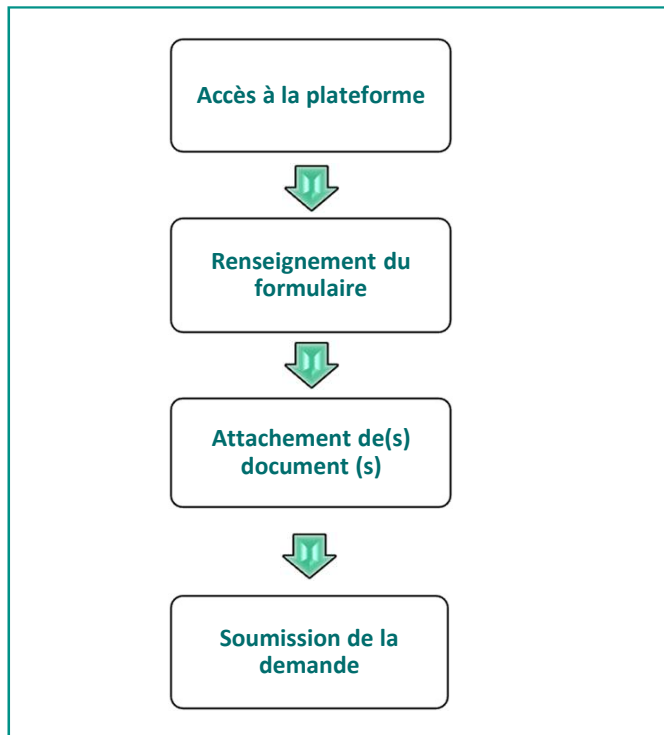 Accès à la plateforme
Renseignement du
formulaire
Attachement de(s)
document (s)
Soumission de la
demande